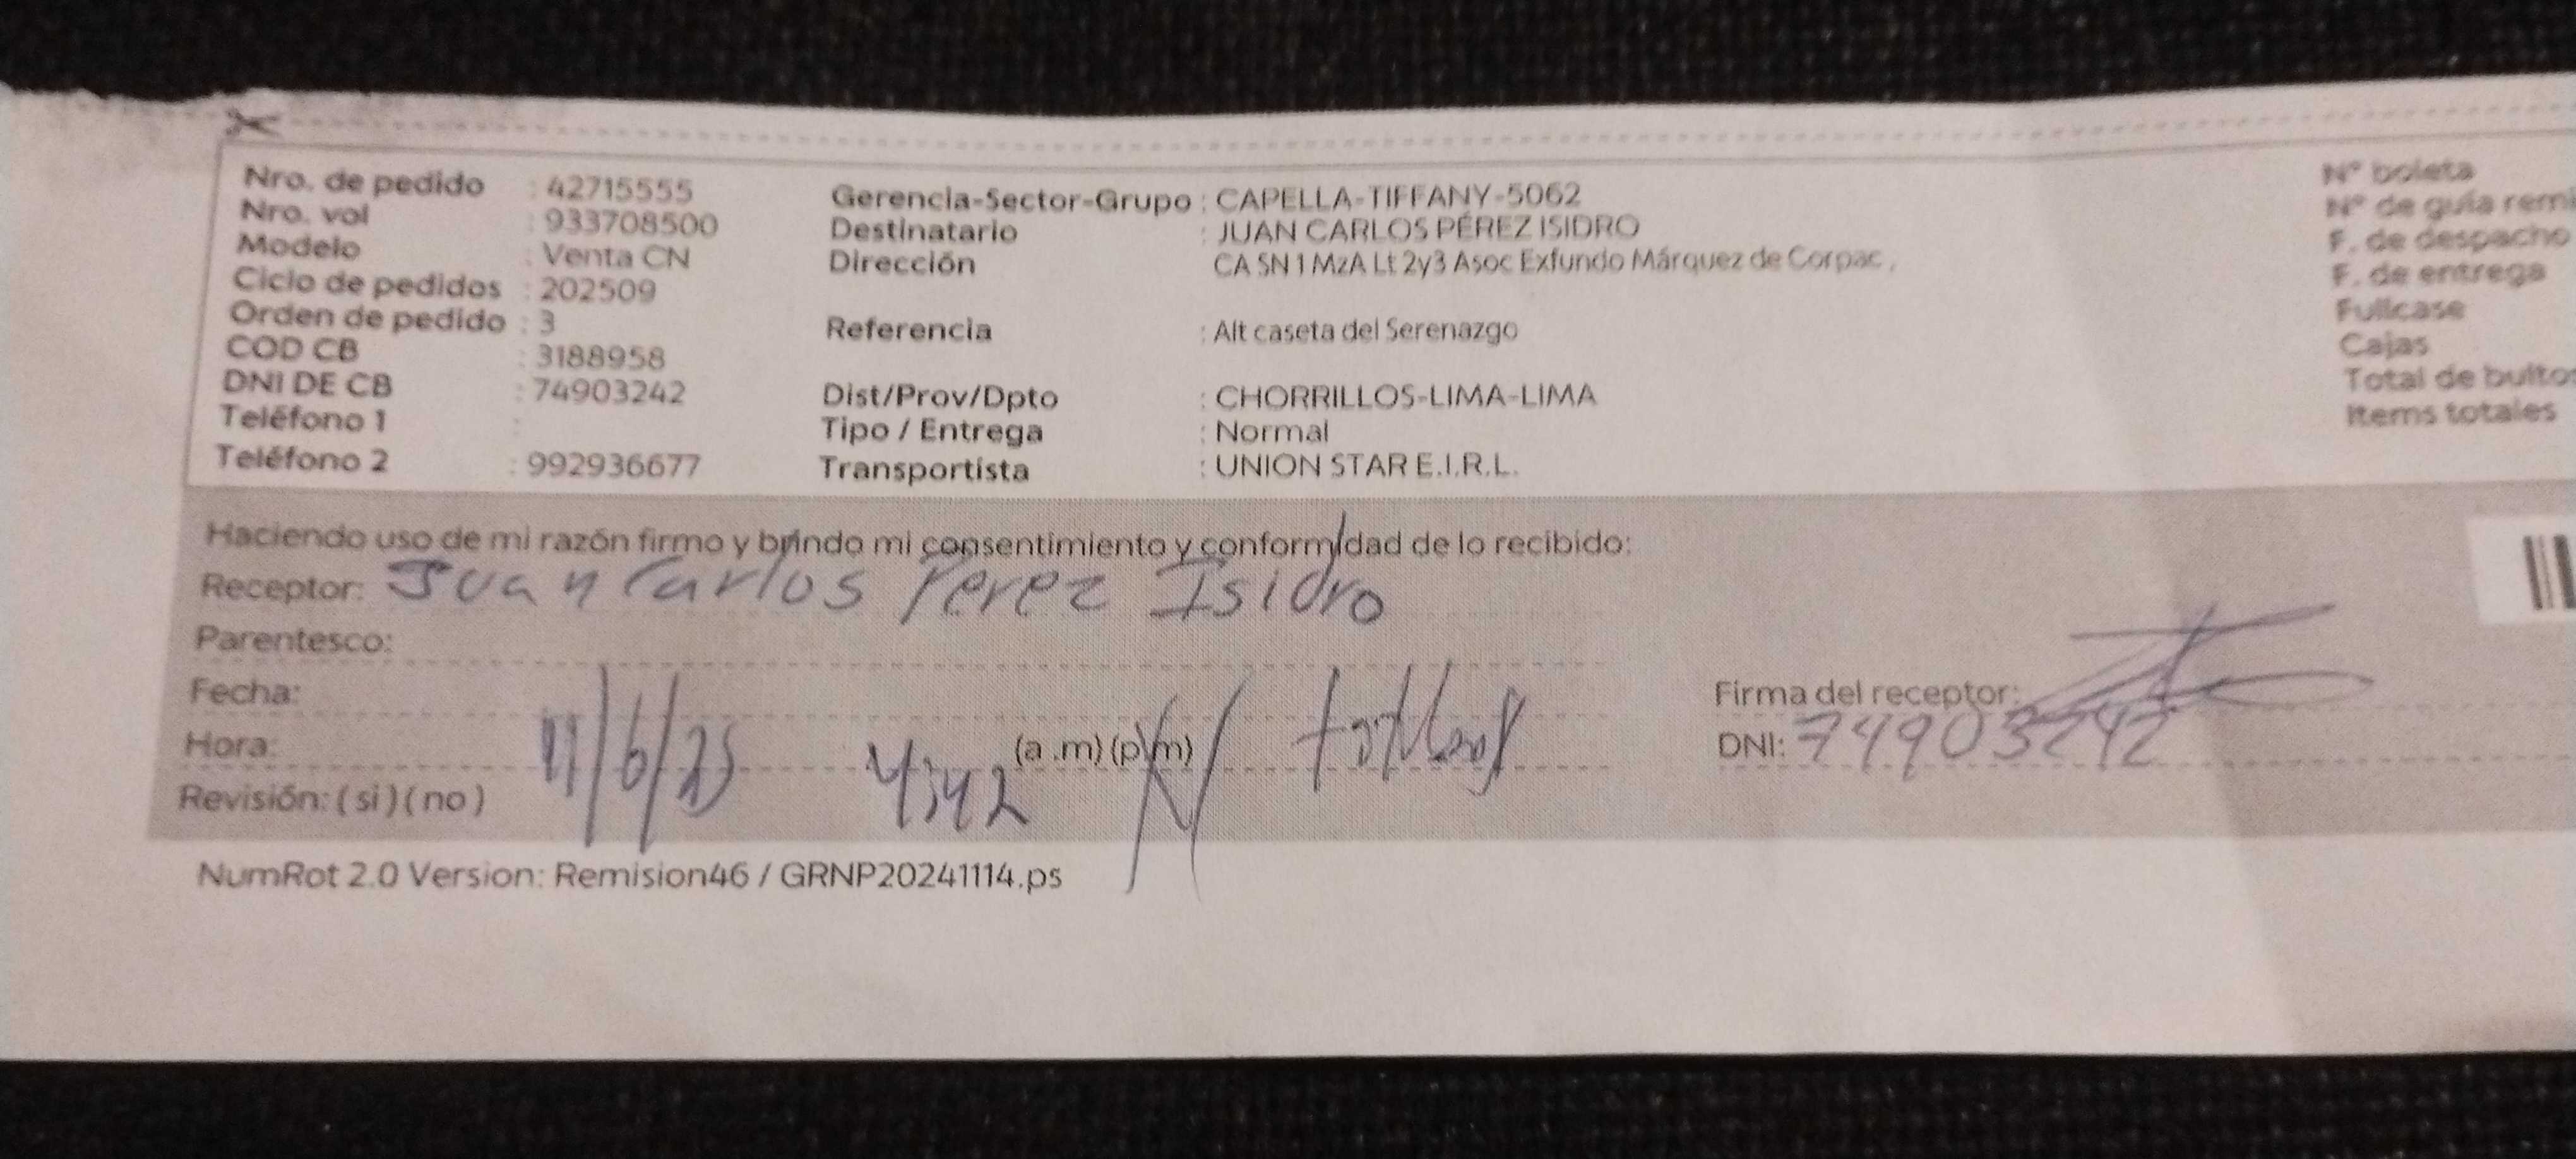 Nro. de pedido : 42715555 Gerencia-Sector-Grupo : CAPELLA-TIFFANY-5062 N° boleta
Nro. vol : 933708500 Destinatario : JUAN CARLOS PÉREZ ISIDRO N° de guía remi
Modelo : Venta CN Dirección CA SN 1 MzA Lt 2y3 Asoc Exfundo Márquez de Corpac , F. de despacho
Ciclo de pedidos : 202509 F. de entrega
Orden de pedido : 3 Referencia : Alt caseta del Serenazgo Fullcase
COD CB : 3188958 Cajas
DNI DE CB : 74903242 Dist/Prov/Dpto : CHORRILLOS-LIMA-LIMA Total de bultos
Teléfono 1 : Tipo / Entrega : Normal Items totales
Teléfono 2 : 992936677 Transportista : UNION STAR E.I.R.L.
Haciendo uso de mi razón firmo y brindo mi consentimiento y conformidad de lo recibido:
Receptor: Juan Carlos Perez Isidro
Parentesco:
Fecha: Firma del receptor:
Hora: 11/6/25 4:42 (a .m) (p.m) DNI: 74903242
Revisión: ( si ) ( no )
NumRot 2.0 Version: Remision46 / GRNP20241114.ps